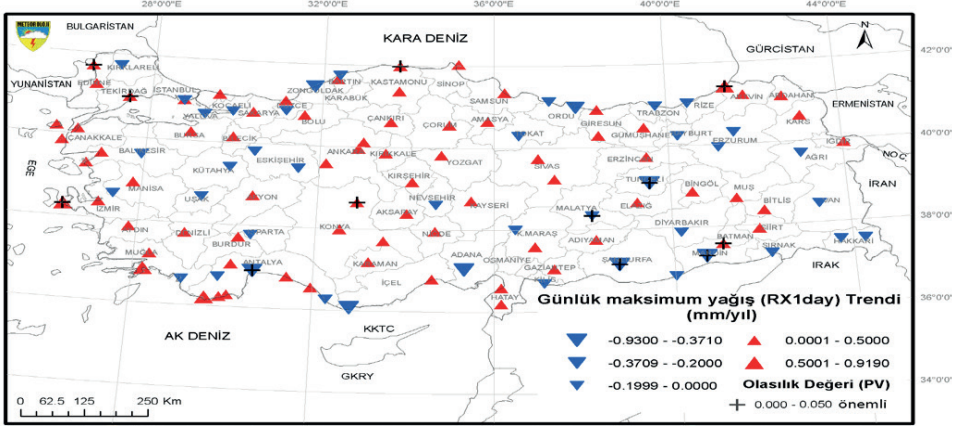 28°00'0"E 32°00'0"E 36°00'0"E 40°00'0"E 44°00'0"E
BULGARİSTAN
KARA DENİZ
GÜRCİSTAN
N
42°0'0"N
YUNANİSTAN
KIRKLARELİ
EDİRNE
TEKİRDAĞ
İSTANBUL
KOCAELİ
YALOVA
SAKARYA
DÜZCE
ZONGULDAK
BARTIN
KARABÜK
KASTAMONU
SİNOP
SAMSUN
ORDU
GİRESUN
TRABZON
RİZE
ARTVİN
ARDAHAN
ERMENİSTAN
KARS
IĞDIR
40°0'0"N
ÇANAKKALE
BURSA
BİLECİK
BOLU
ÇANKIRI
ÇORUM
AMASYA
TOKAT
GÜMÜŞHANE
BAYBURT
ERZURUM
AĞRI
EGE
BALIKESİR
KÜTAHYA
ESKİŞEHİR
ANKARA
KIRIKKALE
YOZGAT
SİVAS
ERZİNCAN
TUNCELİ
BİNGÖL
MUŞ
İRAN
MANİSA
İZMİR
UŞAK
AFYON
KIRŞEHİR
NEVŞEHİR
KAYSERİ
MALATYA
ELAZIĞ
DİYARBAKIR
BİTLİS
VAN
38°0'0"N
AYDIN
DENİZLİ
BURDUR
ISPARTA
KONYA
AKSARAY
NİĞDE
K.MARAŞ
ADIYAMAN
BATMAN
SİİRT
ŞIRNAK
HAKKARİ
MUĞLA
ANTALYA
KARAMAN
İÇEL
ADANA
OSMANİYE
GAZİANTEP
KİLİS
ŞANLIURFA
MARDİN
IRAK
HATAY
36°0'0"N
AK DENİZ
KKTC
GKRY
Günlük maksimum yağış (RX1day) Trendi
(mm/yıl)
-0.9300 - -0.3710 0.0001 - 0.5000
-0.3709 - -0.2000 0.5001 - 0.9190
-0.1999 - 0.0000 Olasılık Değeri (PV)
0.000 - 0.050 önemli
34°0'0"N
0 62.5 125 250 Km